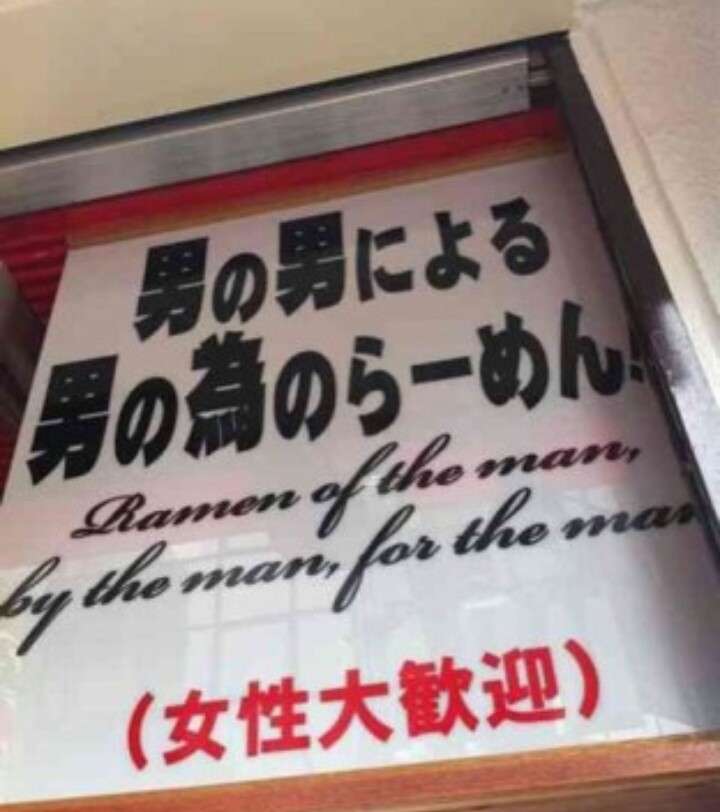 男の男による
男の為のらーめん!
Ramen of the man,
by the man, for the man
(女性大歓迎)